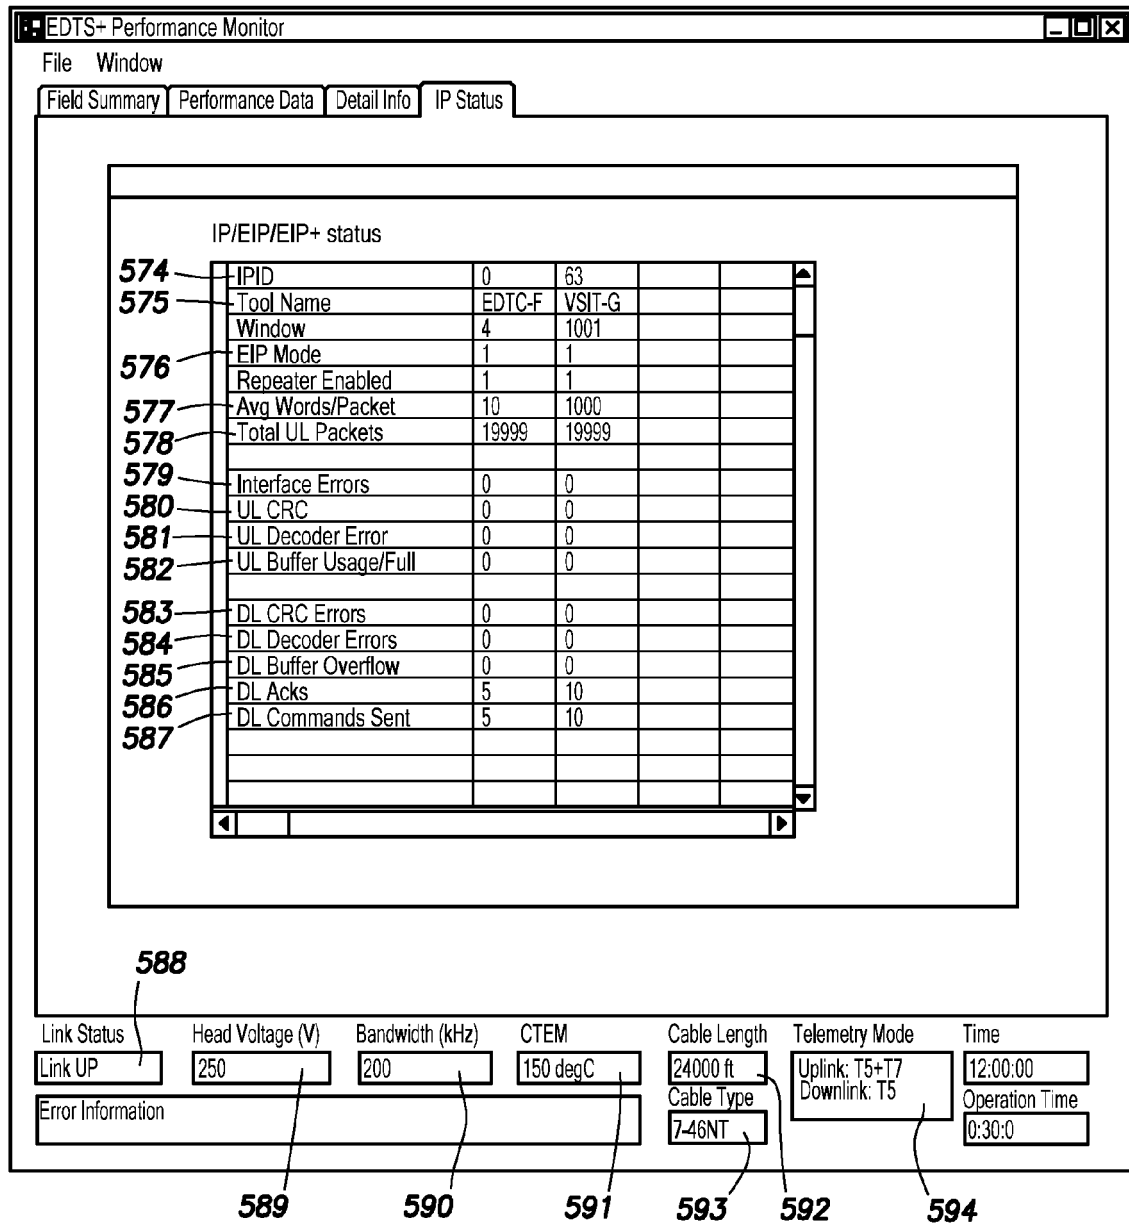 EDTS+ Performance Monitor
File Window
Field Summary Performance Data Detail Info IP Status
IP/EIP/EIP+ status
574 IPID 0 63
575 Tool Name EDTC-F VSIT-G
Window 4 1001
576 EIP Mode 1 1
Repeater Enabled 1 1
577 Avg Words/Packet 10 1000
578 Total UL Packets 19999 19999
579 Interface Errors 0 0
580 UL CRC 0 0
581 UL Decoder Error 0 0
582 UL Buffer Usage/Full 0 0
583 DL CRC Errors 0 0
584 DL Decoder Errors 0 0
585 DL Buffer Overflow 0 0
586 DL Acks 5 10
587 DL Commands Sent 5 10
588
Link Status Head Voltage (V) Bandwidth (kHz) CTEM Cable Length Telemetry Mode Time
Link UP 250 200 150 degC 24000 ft Uplink: T5+T7 12:00:00
Downlink: T5
Error Information Cable Type Operation Time
7-46NT 0:30:0
589 590 591 593 592 594